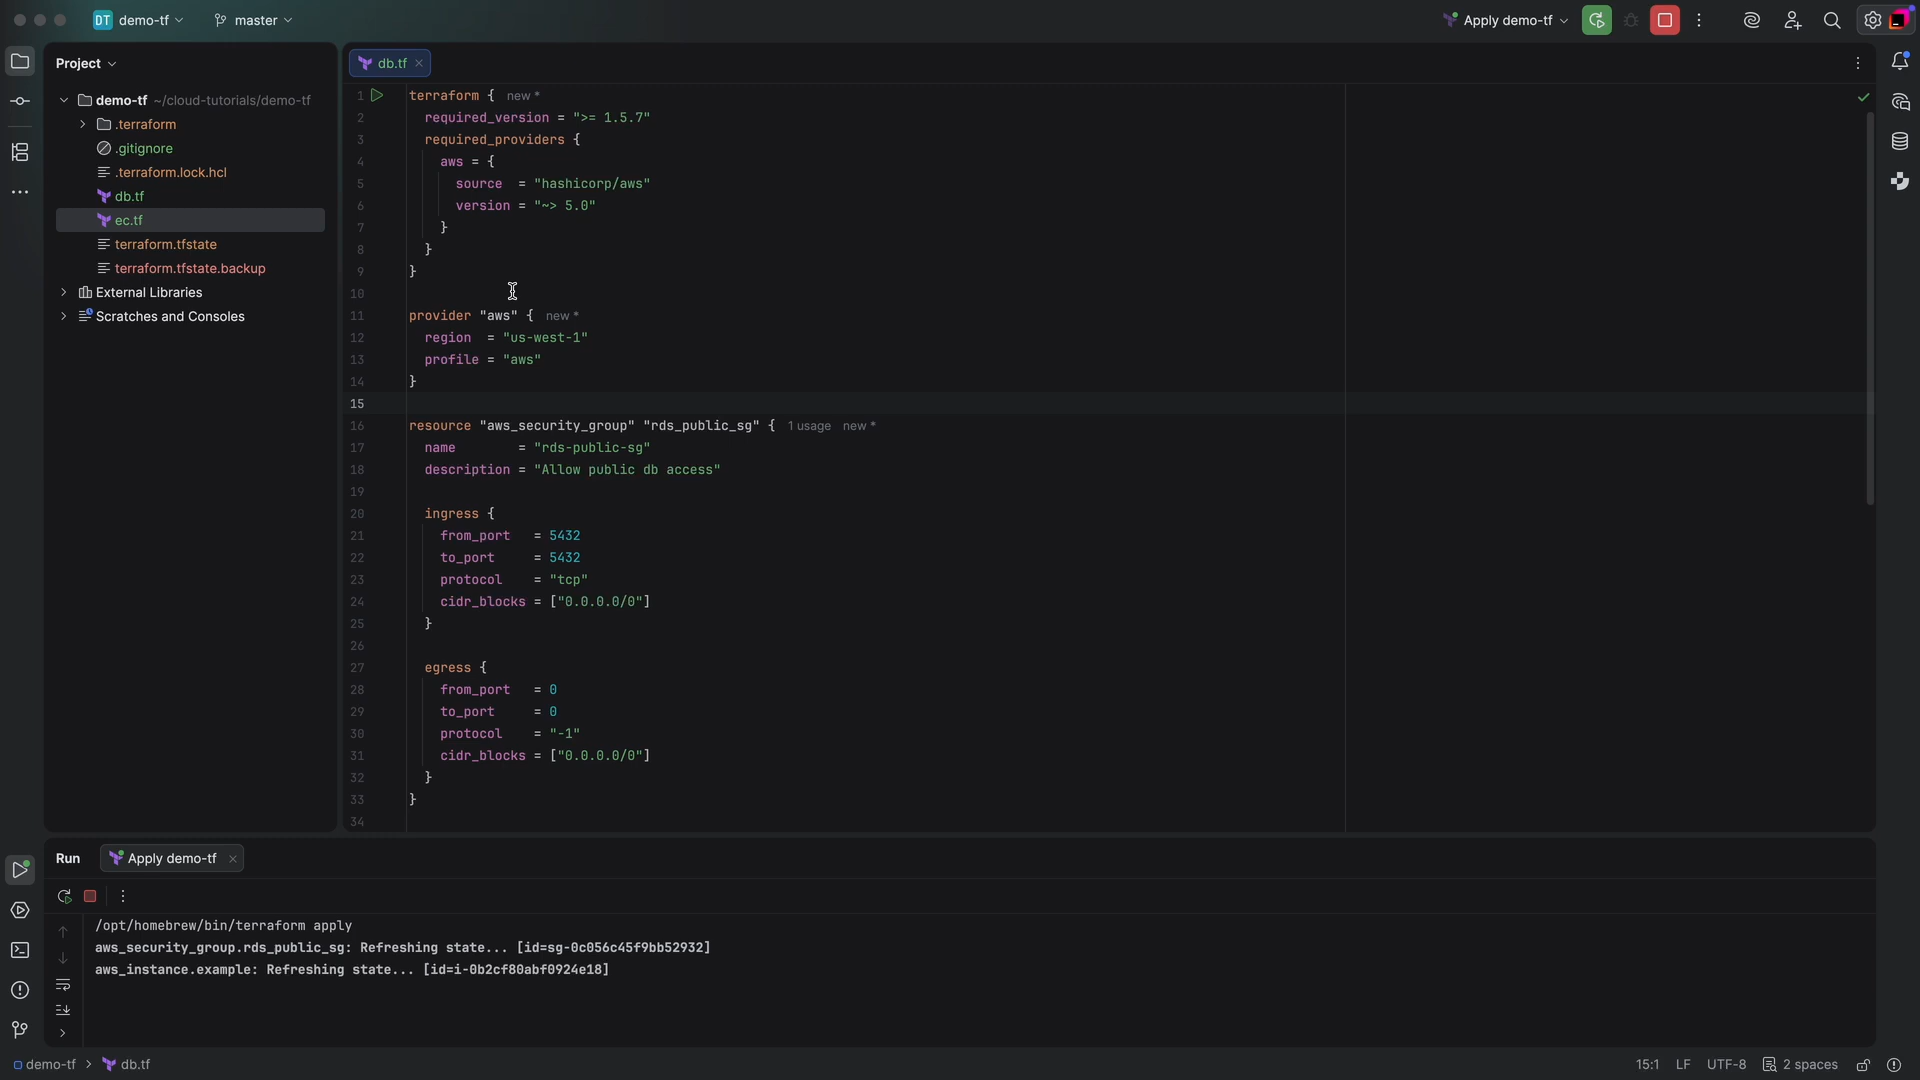 DT demo-tf
master
Apply demo-tf
Project
demo-tf ~/cloud-tutorials/demo-tf
.terraform
.gitignore
.terraform.lock.hcl
db.tf
ec.tf
terraform.tfstate
terraform.tfstate.backup
External Libraries
Scratches and Consoles
db.tf
1 terraform { new *
2 required_version = ">= 1.5.7"
3 required_providers {
4 aws = {
5 source = "hashicorp/aws"
6 version = "~> 5.0"
7 }
8 }
9 }
10
11 provider "aws" { new *
12 region = "us-west-1"
13 profile = "aws"
14 }
15
16 resource "aws_security_group" "rds_public_sg" { 1 usage new *
17 name = "rds-public-sg"
18 description = "Allow public db access"
19
20 ingress {
21 from_port = 5432
22 to_port = 5432
23 protocol = "tcp"
24 cidr_blocks = ["0.0.0.0/0"]
25 }
26
27 egress {
28 from_port = 0
29 to_port = 0
30 protocol = "-1"
31 cidr_blocks = ["0.0.0.0/0"]
32 }
33 }
34
Run
Apply demo-tf
/opt/homebrew/bin/terraform apply
aws_security_group.rds_public_sg: Refreshing state... [id=sg-0c056c45f9bb52932]
aws_instance.example: Refreshing state... [id=i-0b2cf80abf0924e18]
demo-tf > db.tf
15:1 LF UTF-8 2 spaces